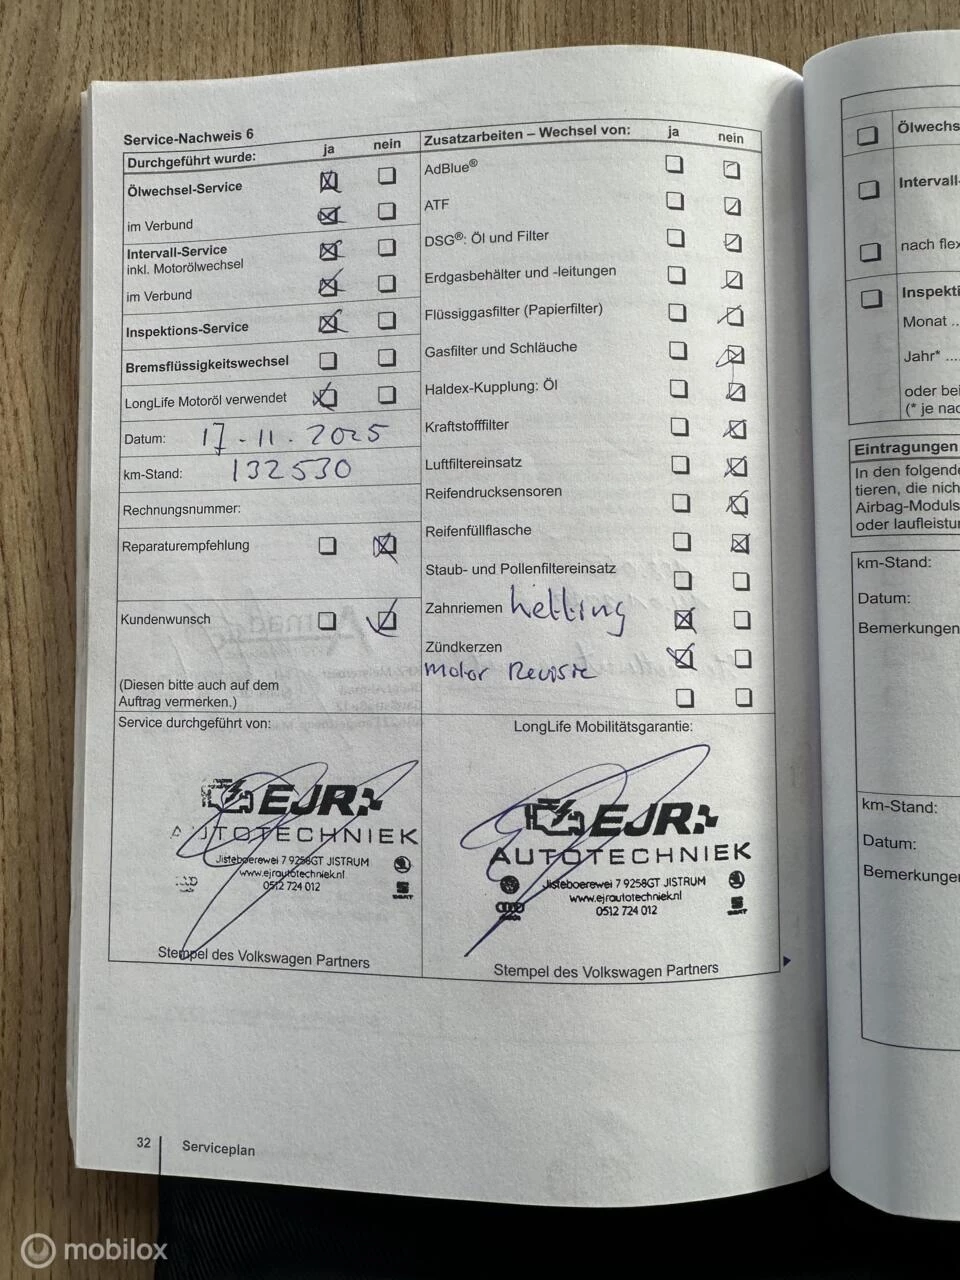 Service-Nachweis 6
Durchgeführt wurde: ja nein
Ölwechsel-Service
im Verbund
Intervall-Service
inkl. Motorölwechsel
im Verbund
Inspektions-Service
Bremsflüssigkeitswechsel
LongLife Motoröl verwendet
Datum: 17-11-2025
km-Stand: 132530
Rechnungsnummer:
Reparaturempfehlung
Kundenwunsch
(Diesen bitte auch auf dem
Auftrag vermerken.)
Zusatzarbeiten – Wechsel von: ja nein
AdBlue®
ATF
DSG®: Öl und Filter
Erdgasbehälter und -leitungen
Flüssiggasfilter (Papierfilter)
Gasfilter und Schläuche
Haldex-Kupplung: Öl
Kraftstofffilter
Luftfiltereinsatz
Reifendrucksensoren
Reifenfüllflasche
Staub- und Pollenfiltereinsatz
Zahnriemen ketting
Zündkerzen
motor Revisie
Service durchgeführt von:
EJR
AUTOTECHNIEK
Jisteboerewei 7 9258GT JISTRUM
www.ejrautotechniek.nl
0512 724 012
Stempel des Volkswagen Partners
LongLife Mobilitätsgarantie:
EJR
AUTOTECHNIEK
Jisteboerewei 7 9258GT JISTRUM
www.ejrautotechniek.nl
0512 724 012
SEAT
Stempel des Volkswagen Partners
32 Serviceplan
Ölwechs
Intervall-
nach flex
Inspekti
Monat ..
Jahr* ....
oder bei
(* je nac
Eintragungen
In den folgende
tieren, die nich
Airbag-Moduls
oder laufleistu
km-Stand:
Datum:
Bemerkungen
km-Stand:
Datum:
Bemerkungen
mobilox